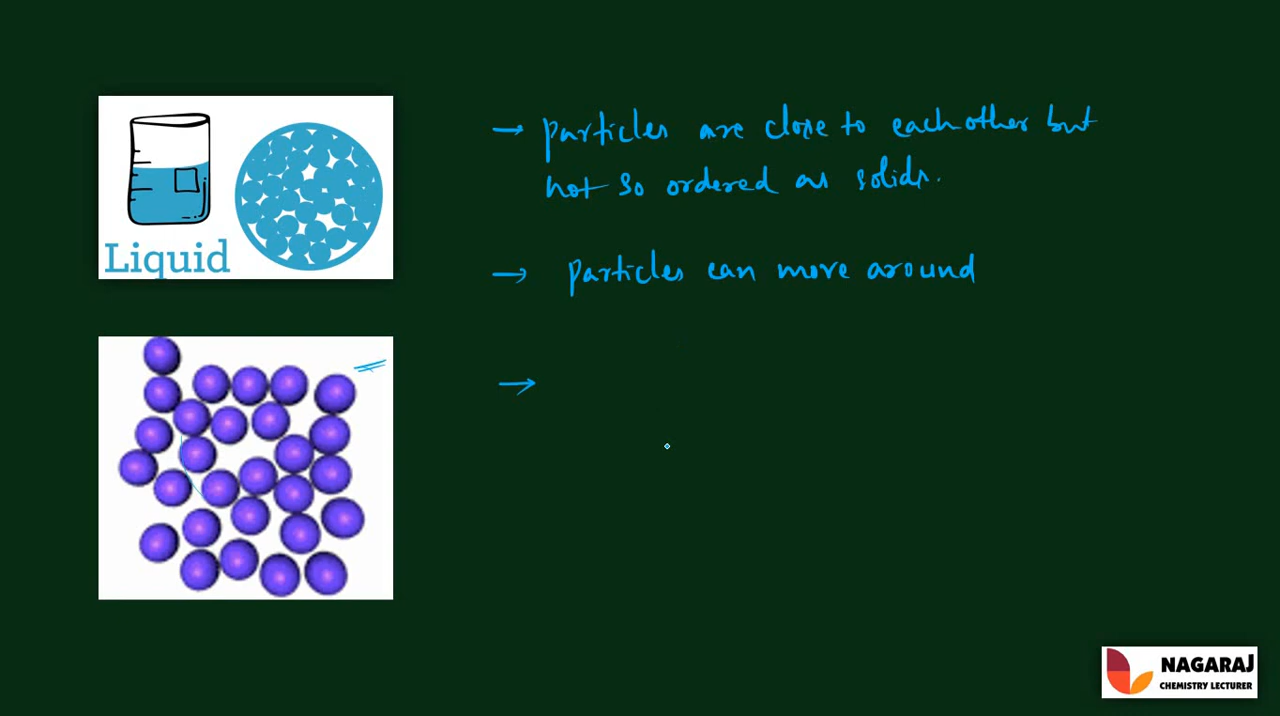 Liquid
→ particles are close to each other but
not so ordered as solids.
→ particles can move around
→
NAGARAJ
CHEMISTRY LECTURER